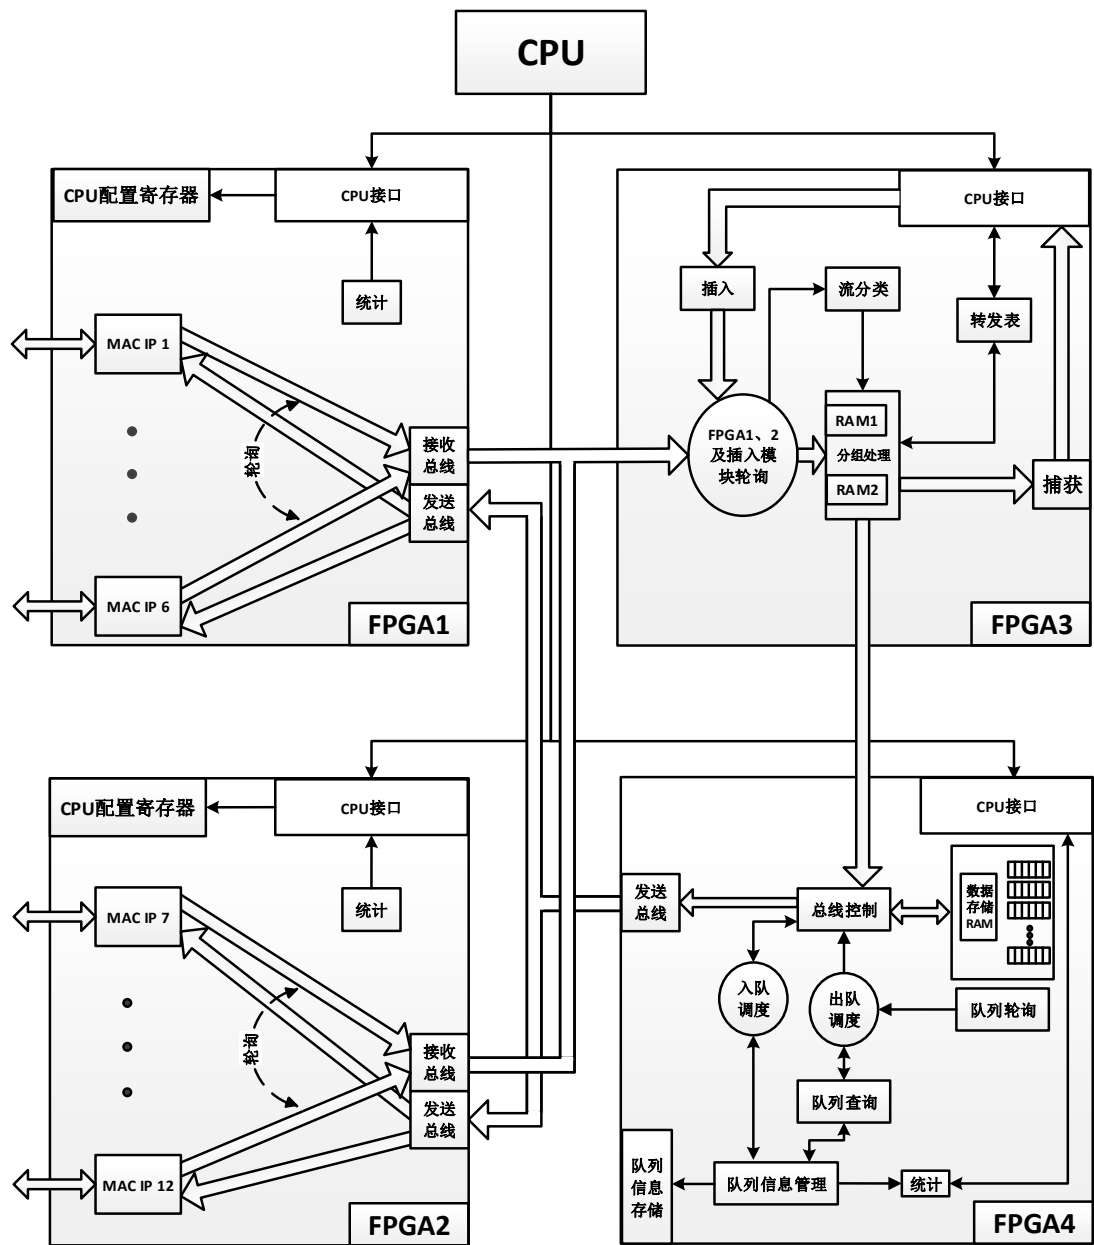 CPU
CPU配置寄存器
CPU接口
统计
MAC IP 1
轮询
接收
总线
发送
总线
MAC IP 6
FPGA1
CPU接口
插入
流分类
转发表
FPGA1、2
及插入模
块轮询
RAM1
分组处理
RAM2
捕获
FPGA3
CPU配置寄存器
CPU接口
统计
MAC IP 7
轮询
接收
总线
发送
总线
MAC IP 12
FPGA2
CPU接口
发送
总线
总线控制
数据
存储
RAM
入队
调度
出队
调度
队列轮询
队列查询
队列
信息
存储
队列信息管理
统计
FPGA4